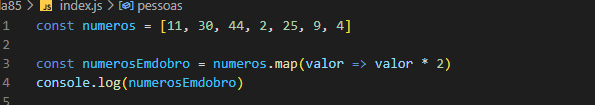 la85 > JS index.js > pessoas
1 const numeros = [11, 30, 44, 2, 25, 9, 4]
2
3 const numerosEmdobro = numeros.map(valor => valor * 2)
4 console.log(numerosEmdobro)
5